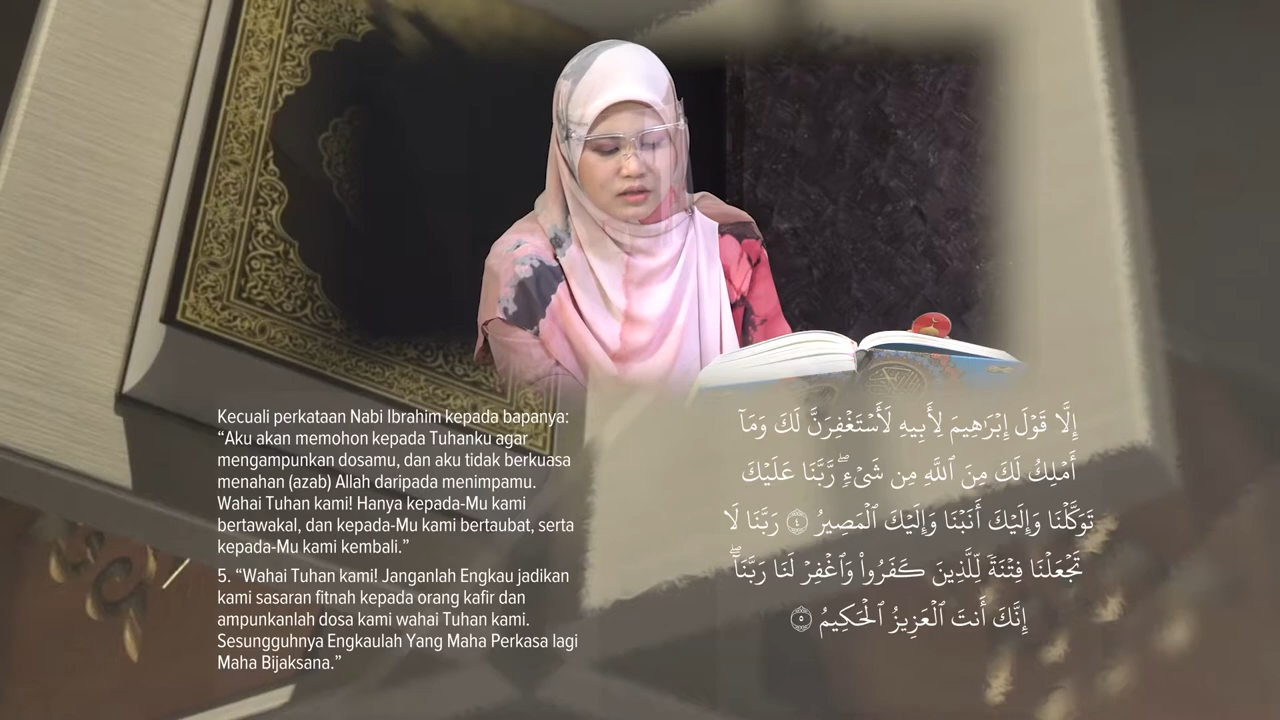 Kecuali perkataan Nabi Ibrahim kepada bapanya:
“Aku akan memohon kepada Tuhanku agar
mengampunkan dosamu, dan aku tidak berkuasa
menahan (azab) Allah daripada menimpamu.
Wahai Tuhan kami! Hanya kepada-Mu kami
bertawakal, dan kepada-Mu kami bertaubat, serta
kepada-Mu kami kembali.”
5. “Wahai Tuhan kami! Janganlah Engkau jadikan
kami sasaran fitnah kepada orang kafir dan
ampunkanlah dosa kami wahai Tuhan kami.
Sesungguhnya Engkaulah Yang Maha Perkasa lagi
Maha Bijaksana.”
إِلَّا قَوْلَ إِبْرَٰهِيمَ لِأَبِيهِ لَأَسْتَغْفِرَنَّ لَكَ وَمَآ
أَمْلِكُ لَكَ مِنَ ٱللَّهِ مِن شَىْءٍ ۖ رَّبَّنَا عَلَيْكَ
تَوَكَّلْنَا وَإِلَيْكَ أَنَبْنَا وَإِلَيْكَ ٱلْمَصِيرُ ۝٤ رَبَّنَا لَا
تَجْعَلْنَا فِتْنَةً لِّلَّذِينَ كَفَرُوا۟ وَٱغْفِرْ لَنَا رَبَّنَآ ۖ
إِنَّكَ أَنتَ ٱلْعَزِيزُ ٱلْحَكِيمُ ۝٥